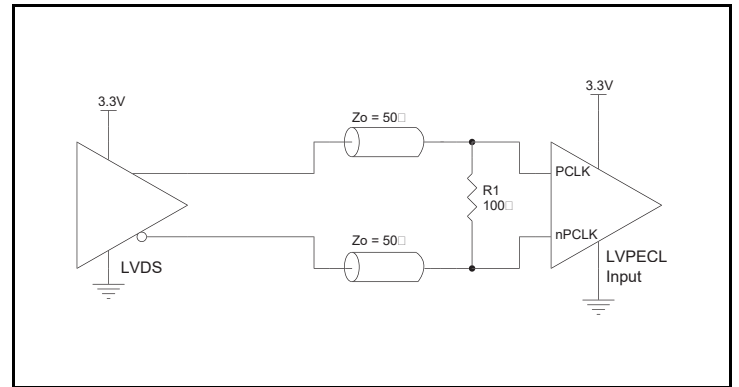 3.3V
3.3V
Zo = 50□
PCLK
R1
100□
nPCLK
Zo = 50□
LVDS
LVPECL
Input